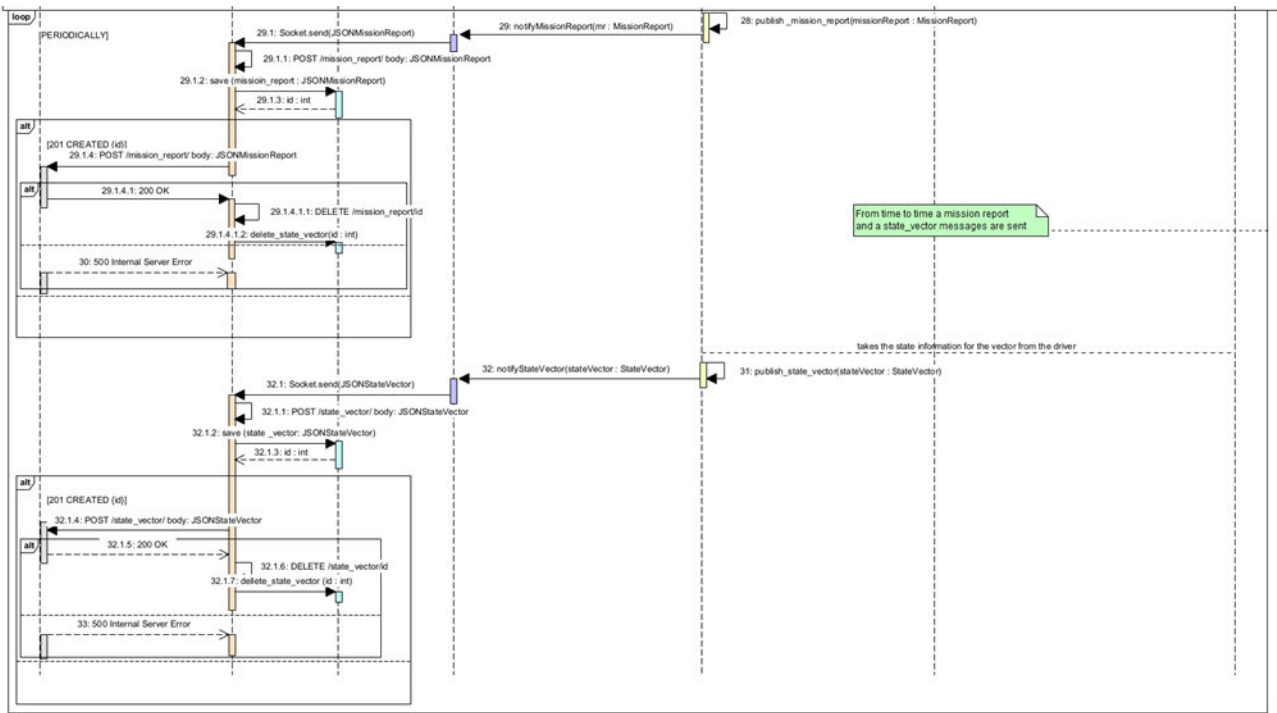 loop
[PERIODICALLY]
28: publish _mission_report(missionReport : MissionReport)
29: notifyMissionReport(mr : MissionReport)
29.1: Socket.send(JSONMissionReport)
29.1.1: POST /mission_report/ body: JSONMissionReport
29.1.2: save (missioin_report : JSONMissionReport)
29.1.3: id : int
alt
[201 CREATED {id}]
29.1.4: POST /mission_report/ body: JSONMissionReport
alt
29.1.4.1: 200 OK
29.1.4.1.1: DELETE /mission_report/id
From time to time a mission report
and a state_vector messages are sent
29.1.4.1.2: delete_state_vector(id : int)
30: 500 Internal Server Error
takes the state information for the vector from the driver
31: publish_state_vector(stateVector : StateVector)
32: notifyStateVector(stateVector : StateVector)
32.1: Socket.send(JSONStateVector)
32.1.1: POST /state_vector/ body: JSONStateVector
32.1.2: save (state _vector: JSONStateVector)
32.1.3: id : int
alt
[201 CREATED {id}]
32.1.4: POST /state_vector/ body: JSONStateVector
alt
32.1.5: 200 OK
32.1.6: DELETE /state_vector/id
32.1.7: dellete_state_vector (id : int)
33: 500 Internal Server Error